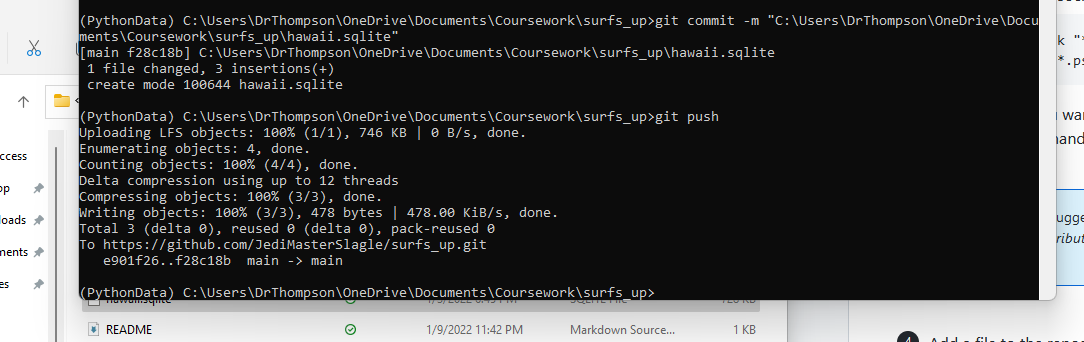 (PythonData) C:\Users\DrThompson\OneDrive\Documents\Coursework\surfs_up>git commit -m "C:\Users\DrThompson\OneDrive\Docu
ments\Coursework\surfs_up\hawaii.sqlite"
[main f28c18b] C:\Users\DrThompson\OneDrive\Documents\Coursework\surfs_up\hawaii.sqlite
 1 file changed, 3 insertions(+)
 create mode 100644 hawaii.sqlite
(PythonData) C:\Users\DrThompson\OneDrive\Documents\Coursework\surfs_up>git push
Uploading LFS objects: 100% (1/1), 746 KB | 0 B/s, done.
Enumerating objects: 4, done.
Counting objects: 100% (4/4), done.
Delta compression using up to 12 threads
Compressing objects: 100% (3/3), done.
Writing objects: 100% (3/3), 478 bytes | 478.00 KiB/s, done.
Total 3 (delta 0), reused 0 (delta 0), pack-reused 0
To https://github.com/JediMasterSlagle/surfs_up.git
   e901f26..f28c18b  main -> main
(PythonData) C:\Users\DrThompson\OneDrive\Documents\Coursework\surfs_up>
README 1/9/2022 11:42 PM Markdown Source... 1 KB
ccess
op
loads
ments
es
k "*
*.ps
u wa
hand
ugge
ribut
4 Add a file to the repos